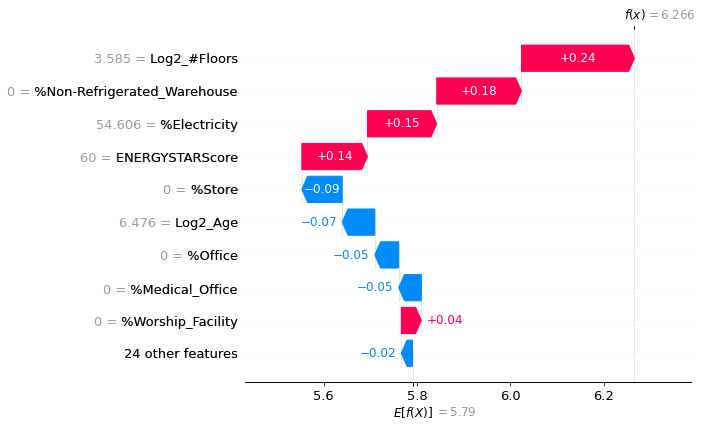 f(x) = 6.266
3.585 = Log2_#Floors +0.24
0 = %Non-Refrigerated_Warehouse +0.18
54.606 = %Electricity +0.15
60 = ENERGYSTARScore +0.14
0 = %Store −0.09
6.476 = Log2_Age −0.07
0 = %Office −0.05
0 = %Medical_Office −0.05
0 = %Worship_Facility +0.04
24 other features −0.02
5.6 5.8 6.0 6.2
E[f(X)] = 5.79